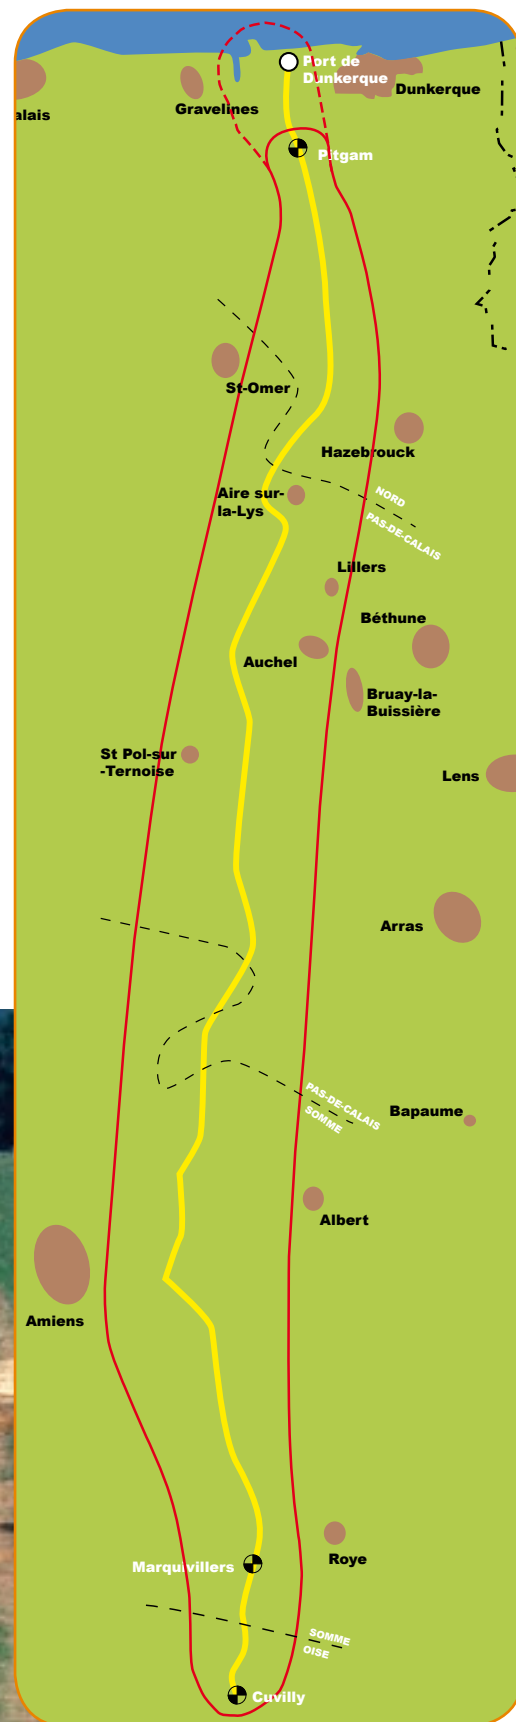 Port de
Dunkerque
Dunkerque
alais
Gravelines
Pitgam
St-Omer
Hazebrouck
Aire sur-
la-Lys
NORD
PAS-DE-CALAIS
Lillers
Béthune
Auchel
Bruay-la-
Buissière
St Pol-sur
-Ternoise
Lens
Arras
PAS-DE-CALAIS
SOMME
Bapaume
Albert
Amiens
Roye
Marquivillers
SOMME
OISE
Cuvilly